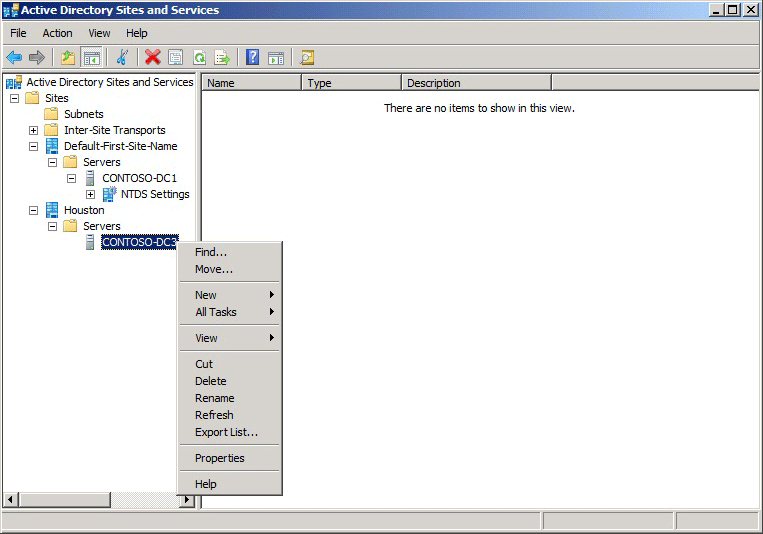 Active Directory Sites and Services
File Action View Help
Active Directory Sites and Services
Name Type Description
Sites
There are no items to show in this view.
Subnets
Inter-Site Transports
Default-First-Site-Name
Servers
CONTOSO-DC1
NTDS Settings
Houston
Servers
CONTOSO-DC3
Find...
Move...
New
All Tasks
View
Cut
Delete
Rename
Refresh
Export List...
Properties
Help